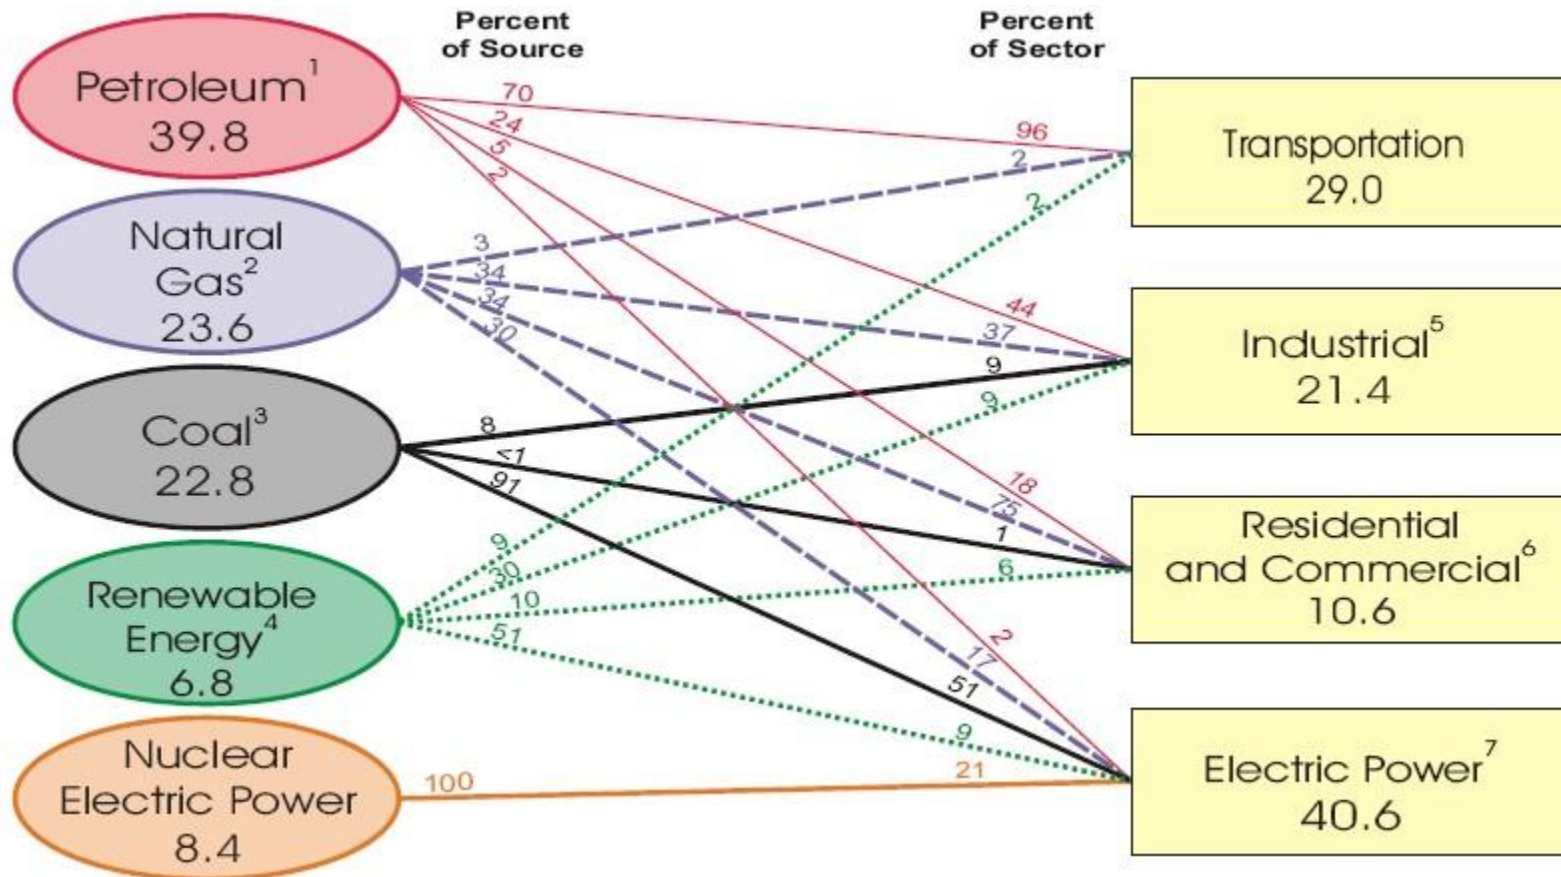 Percent
of Source
Percent
of Sector
Petroleum¹
39.8
Natural
Gas²
23.6
Coal³
22.8
Renewable
Energy⁴
6.8
Nuclear
Electric Power
8.4
70
24
5
2
3
34
34
30
8
<1
91
9
30
10
51
100
96
2
2
44
37
9
9
18
75
1
6
2
17
51
9
21
Transportation
29.0
Industrial⁵
21.4
Residential
and Commercial⁶
10.6
Electric Power⁷
40.6